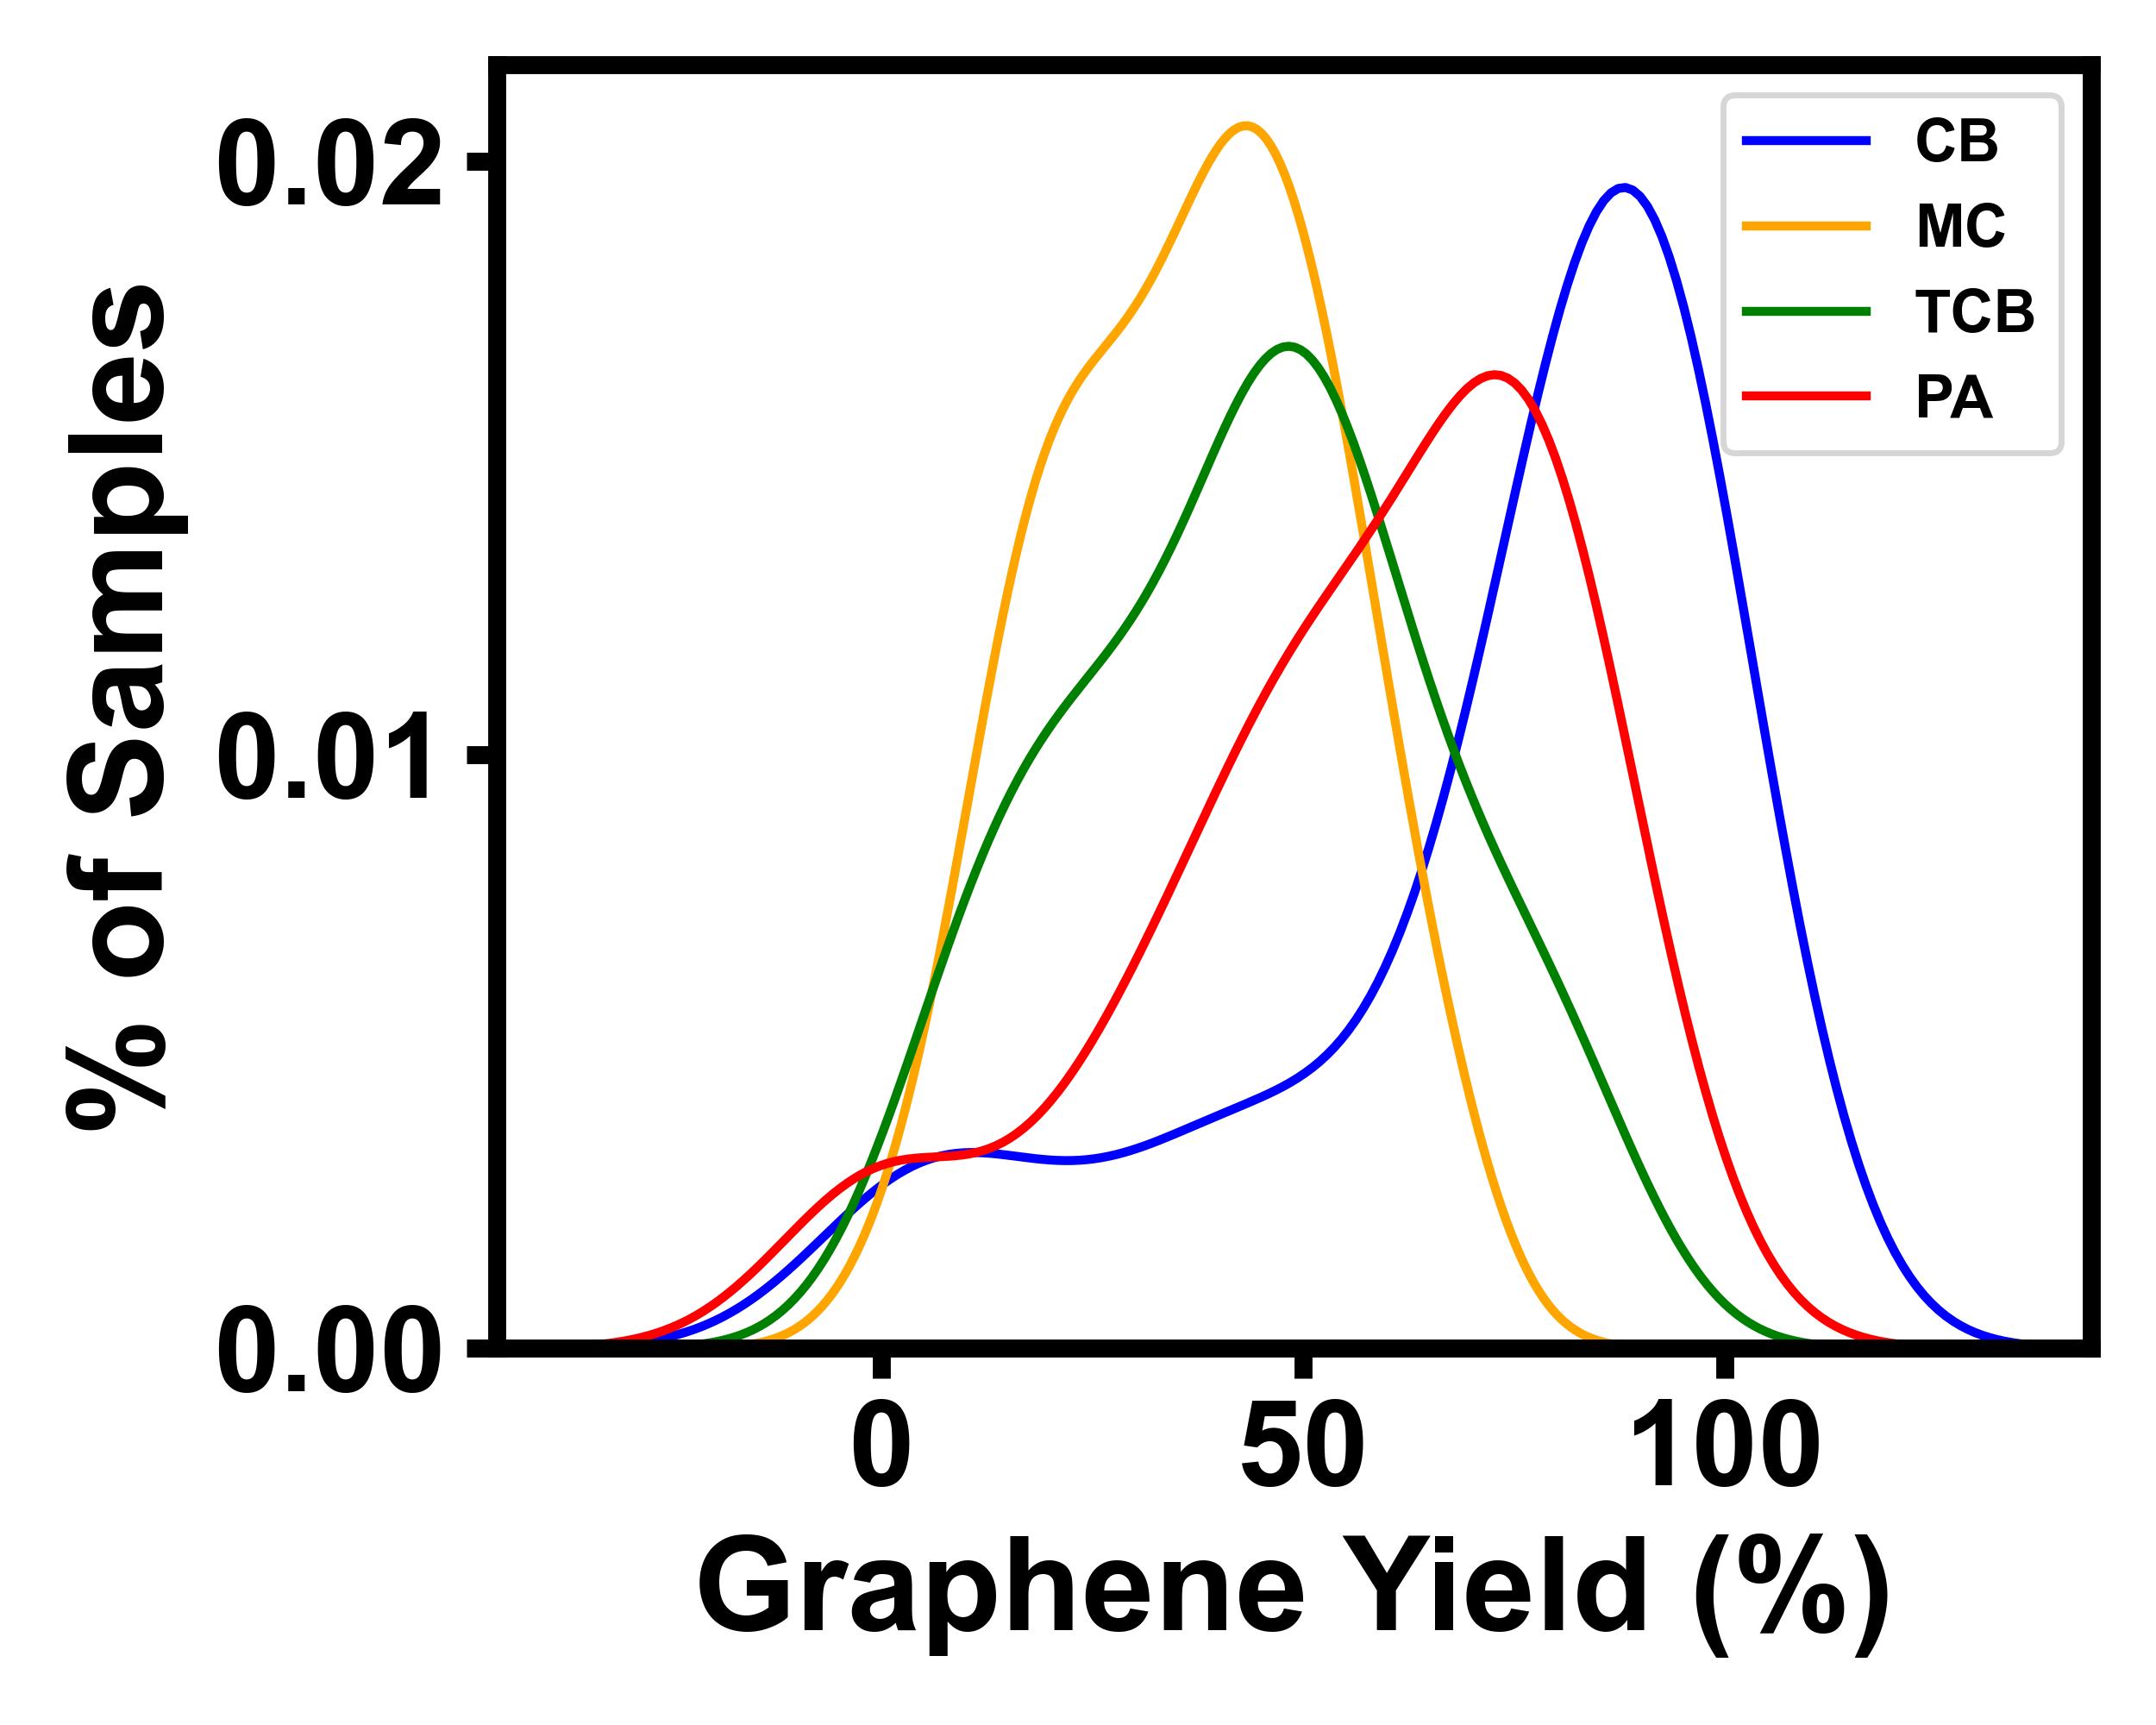 % of Samples
0.02
0.01
0.00
0
50
100
Graphene Yield (%)
CB
MC
TCB
PA